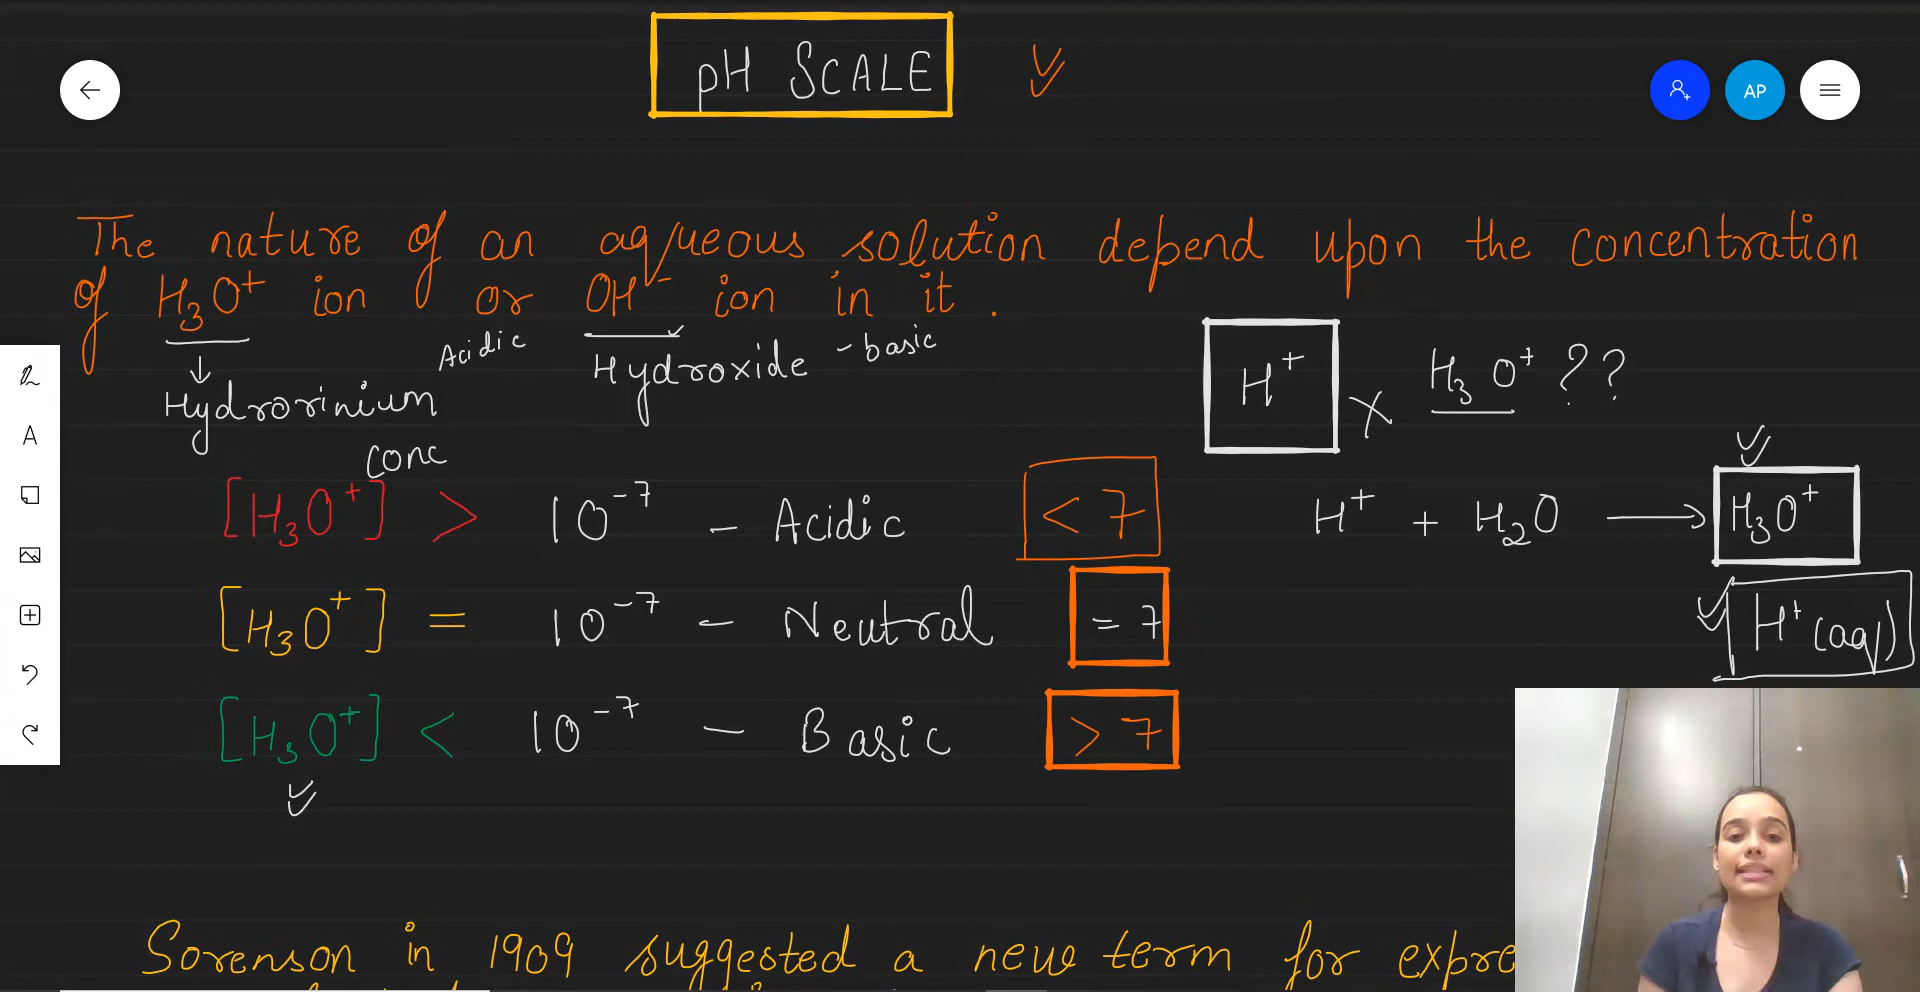 pH SCALE
AP
The nature of an aqueous solution depend upon the concentration
of H₃O⁺ ion or OH⁻ ion in it.
Acidic
Hydroxide - basic
Hydrorinium
H⁺ x H₃O⁺ ??
conc
[H₃O⁺] > 10⁻⁷ - Acidic < 7
H⁺ + H₂O → H₃O⁺
[H₃O⁺] = 10⁻⁷ - Neutral = 7
H⁺ (aq)
[H₃O⁺] < 10⁻⁷ - Basic > 7
Sorenson in 1909 suggested a new term for expre